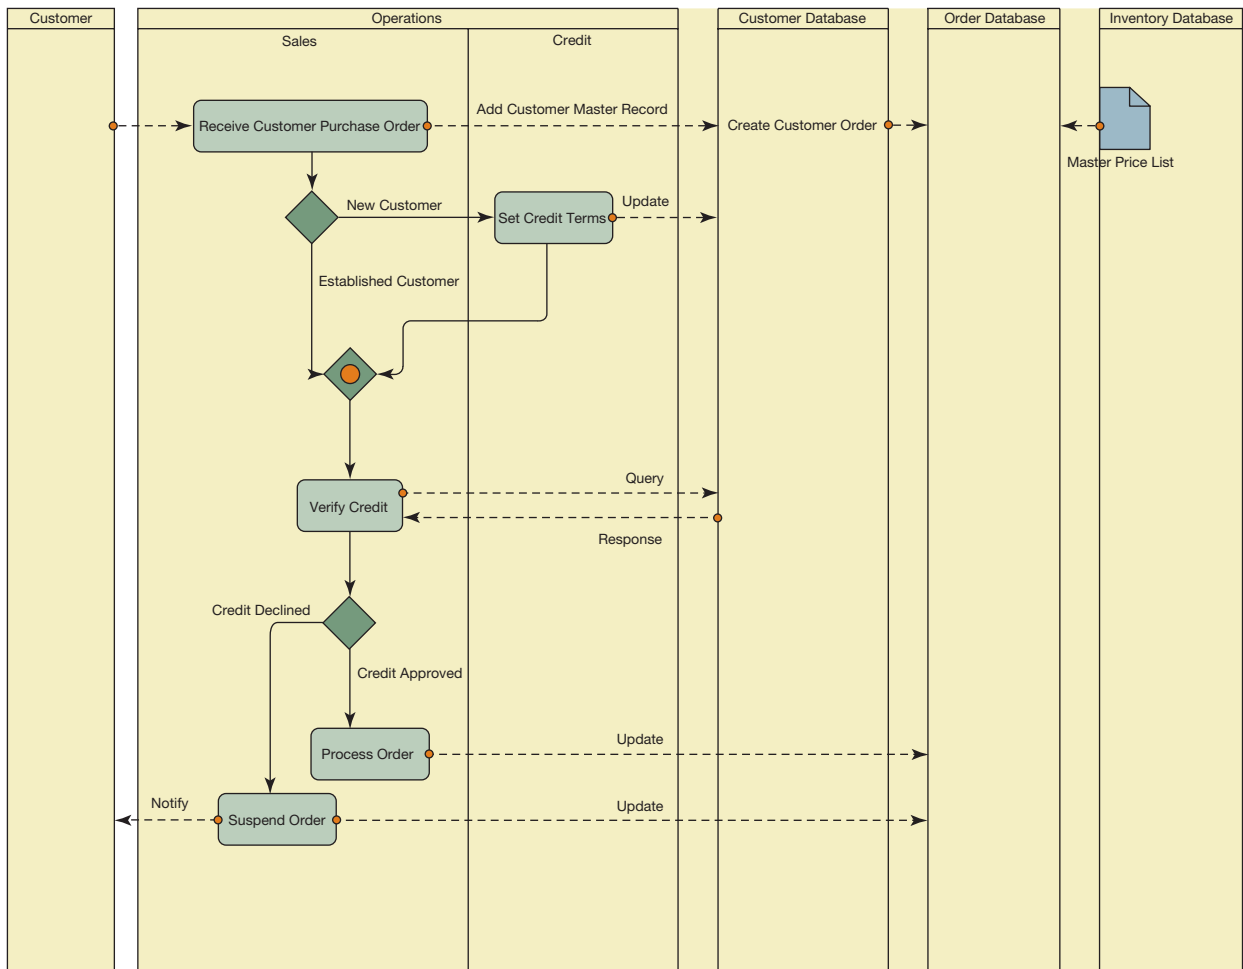 Customer
Operations
Customer Database
Order Database
Inventory Database
Sales
Credit
Receive Customer Purchase Order
Add Customer Master Record
Create Customer Order
Master Price List
New Customer
Set Credit Terms
Update
Established Customer
Verify Credit
Query
Response
Credit Declined
Credit Approved
Process Order
Update
Notify
Suspend Order
Update